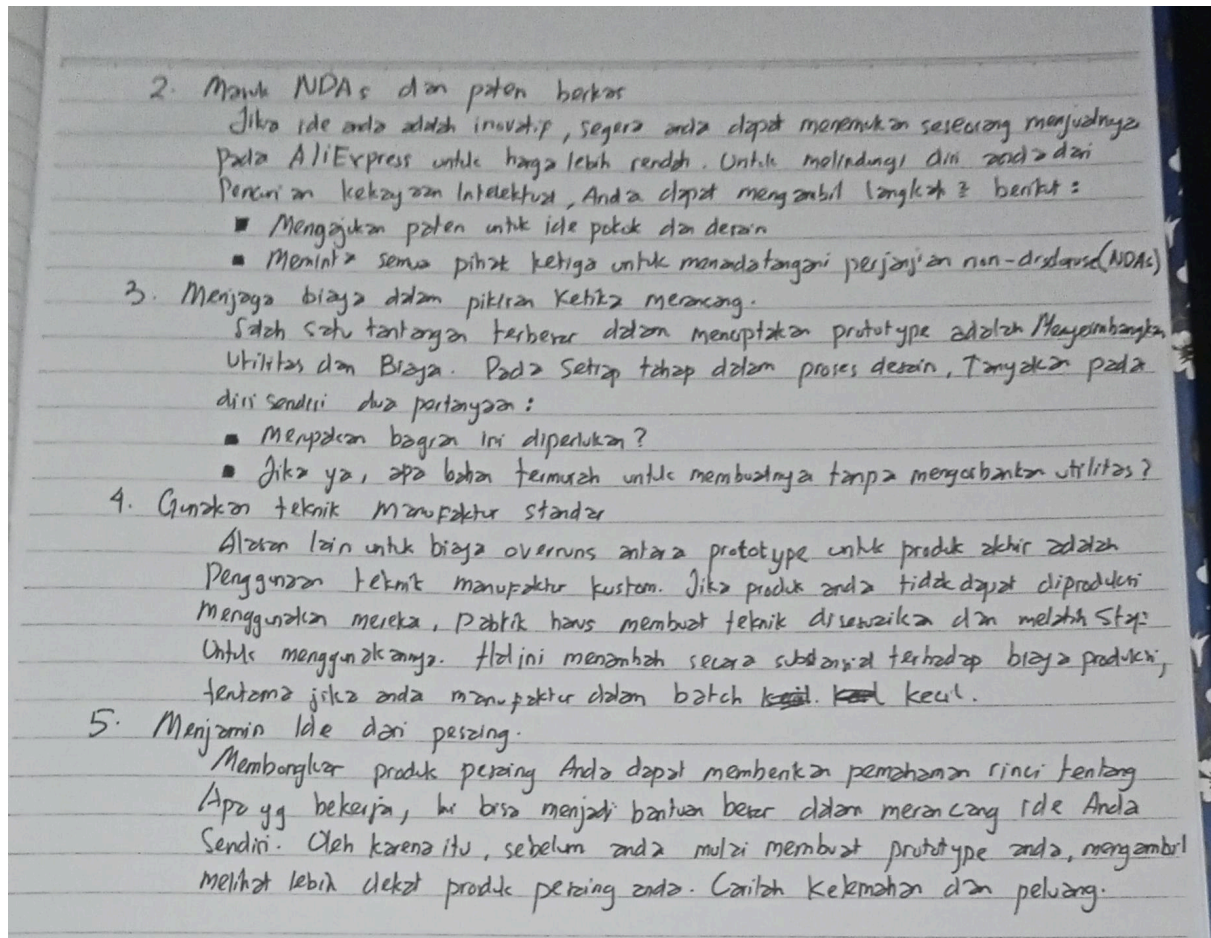 2. Masuk NDAs dan paten berkas
Jika ide anda adalah inovatip, segera anda dapat menemukan seseorang menjualnya
Pada AliExpress untuk harga lebih rendah. Untuk melindungi diri anda dari
Pencurian kekayaan Intelektual, Anda dapat mengambil langkah2 berikut:
▪ Mengajukan paten untuk ide pokok dan desain
▪ Meminta semua pihak ketiga untuk menandatangani perjanjian non-disclosuse (NDAs)
3. Menjaga biaya dalam pikiran ketika merancang.
Salah satu tantangan terbesar dalam menciptakan prototype adalah Menyeimbangkan
Utilitas dan Biaya. Pada Setiap tahap dalam proses desain, Tanyakan pada
diri sendiri dua pertanyaan:
▪ Merupakan bagian ini diperlukan?
▪ Jika ya, apa bahan termurah untuk membuatnya tanpa mengorbankan utilitas?
4. Gunakan teknik manufaktur standar
Alasan lain untuk biaya overruns antara prototype untuk produk akhir adalah
Penggunaan teknik manufaktur kustom. Jika produk anda tidak dapat diproduksi
menggunakan mereka, Pabrik harus membuat teknik disesuaikan dan melatih Staf
Untuk menggunakannya. Hal ini menambah secara substansial terhadap biaya produksi,
terutama jika anda manufaktur dalam batch kecil.
5. Menjamin Ide dari pesaing.
Membongkar produk pesaing Anda dapat memberikan pemahaman rinci tentang
Apa yg bekerja, ini bisa menjadi bantuan besar dalam merancang ide Anda
Sendiri. Oleh karena itu, sebelum anda mulai membuat prototype anda, mengambil
melihat lebih dekat produk pesaing anda. Carilah Kelemahan dan peluang.